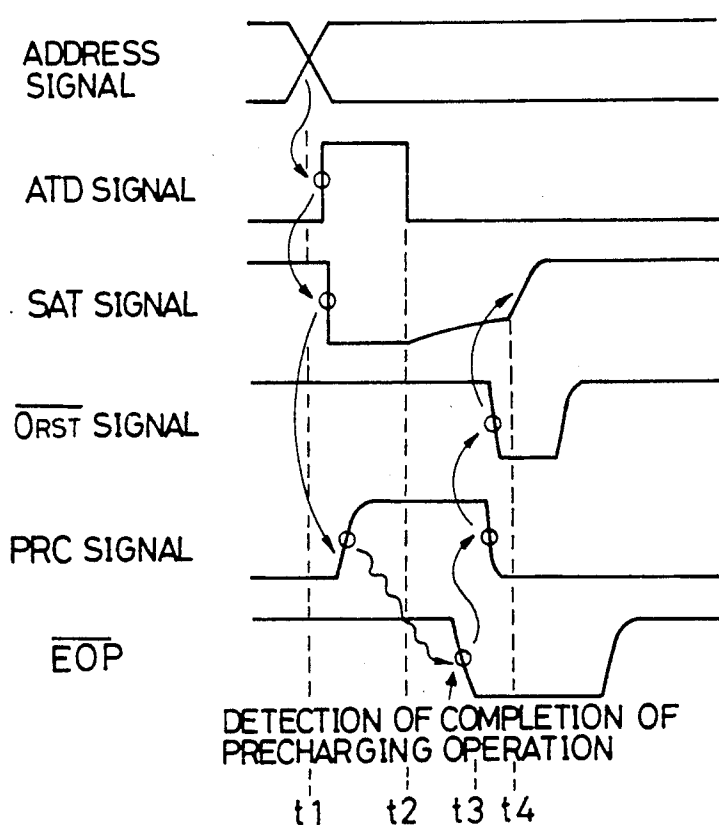 ADDRESS
SIGNAL
ATD SIGNAL
SAT SIGNAL
ORST SIGNAL
PRC SIGNAL
EOP
DETECTION OF COMPLETION OF
PRECHARGING OPERATION
t1 t2 t3 t4